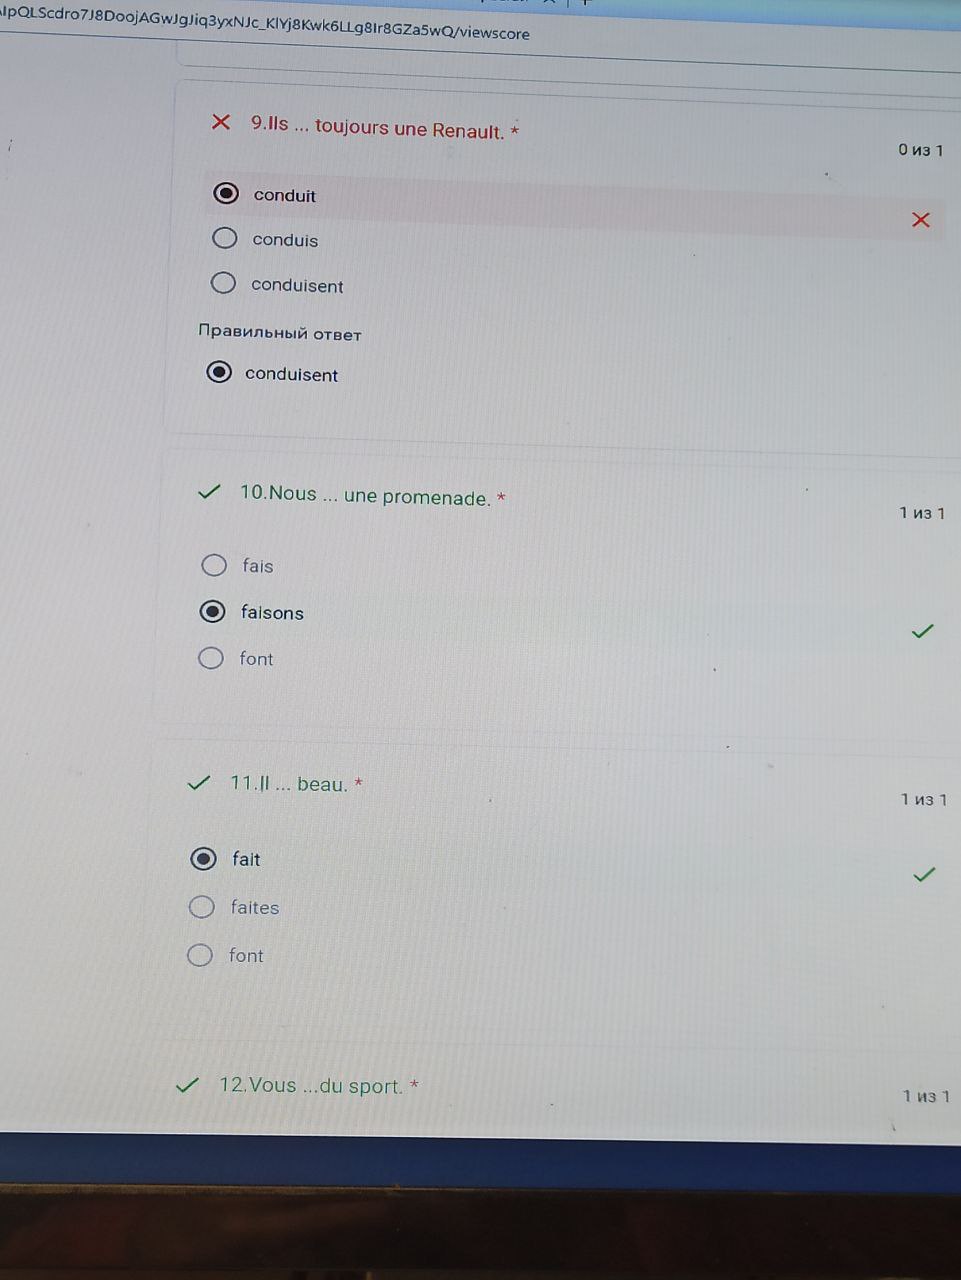 lpQLScdro7J8DoojAGwJgJiq3yxNJc_KlYj8Kwk6LLg8Ir8GZa5wQ/viewscore
9.Ils ... toujours une Renault. *
0 из 1
conduit
conduis
conduisent
Правильный ответ
conduisent
10.Nous ... une promenade. *
1 из 1
fais
faisons
font
11.Il ... beau. *
1 из 1
fait
faites
font
12.Vous ...du sport. *
1 из 1